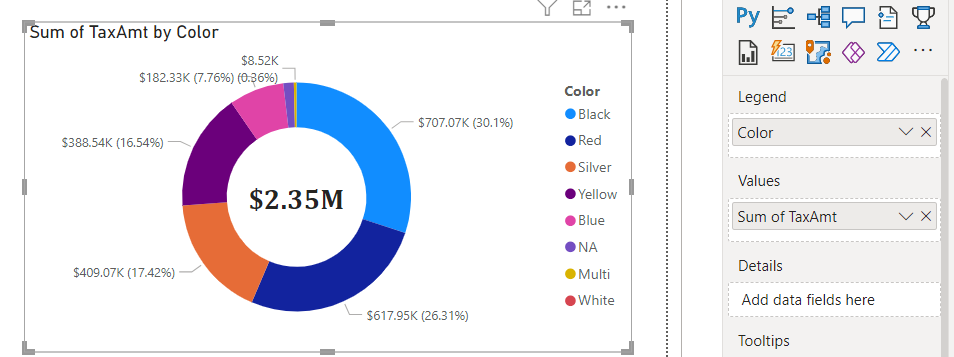 Sum of TaxAmt by Color
$8.52K
(0.36%)
$182.33K (7.76%)
$707.07K (30.1%)
$388.54K (16.54%)
$2.35M
$409.07K (17.42%)
$617.95K (26.31%)
Color
Black
Red
Silver
Yellow
Blue
NA
Multi
White
Py
123
Legend
Color
Values
Sum of TaxAmt
Details
Add data fields here
Tooltips